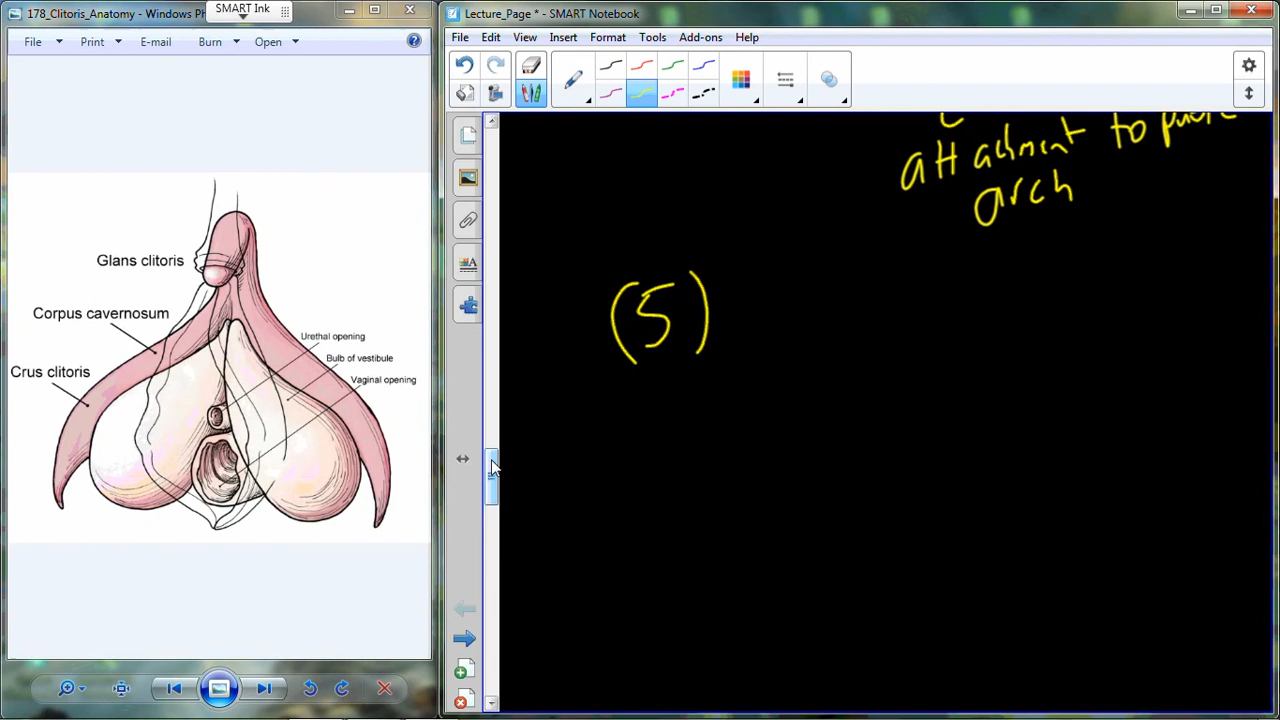 178_Clitoris_Anatomy - Windows Ph
SMART Ink
File
Print
E-mail
Burn
Open
Glans clitoris
Corpus cavernosum
Crus clitoris
Urethral opening
Bulb of vestibule
Vaginal opening
Lecture_Page * - SMART Notebook
File Edit View Insert Format Tools Add-ons Help
attachment to
arch
(5)